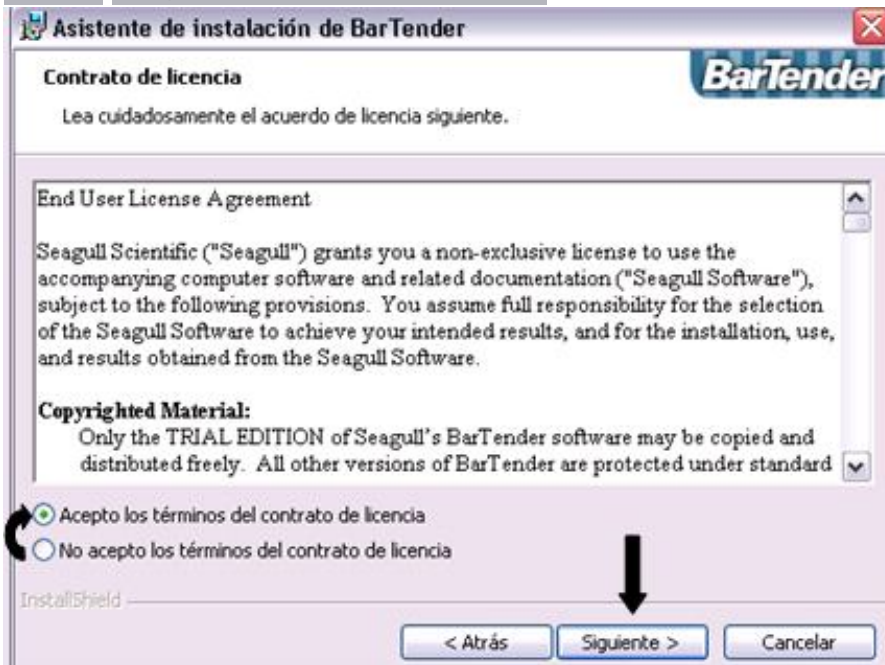 Asistente de instalación de BarTender
Contrato de licencia
BarTender
Lea cuidadosamente el acuerdo de licencia siguiente.
End User License Agreement
Seagull Scientific ("Seagull") grants you a non-exclusive license to use the
accompanying computer software and related documentation ("Seagull Software"),
subject to the following provisions. You assume full responsibility for the selection
of the Seagull Software to achieve your intended results, and for the installation, use,
and results obtained from the Seagull Software.
Copyrighted Material:
Only the TRIAL EDITION of Seagull's BarTender software may be copied and
distributed freely. All other versions of BarTender are protected under standard
Acepto los términos del contrato de licencia
No acepto los términos del contrato de licencia
InstallShield
< Atrás
Siguiente >
Cancelar